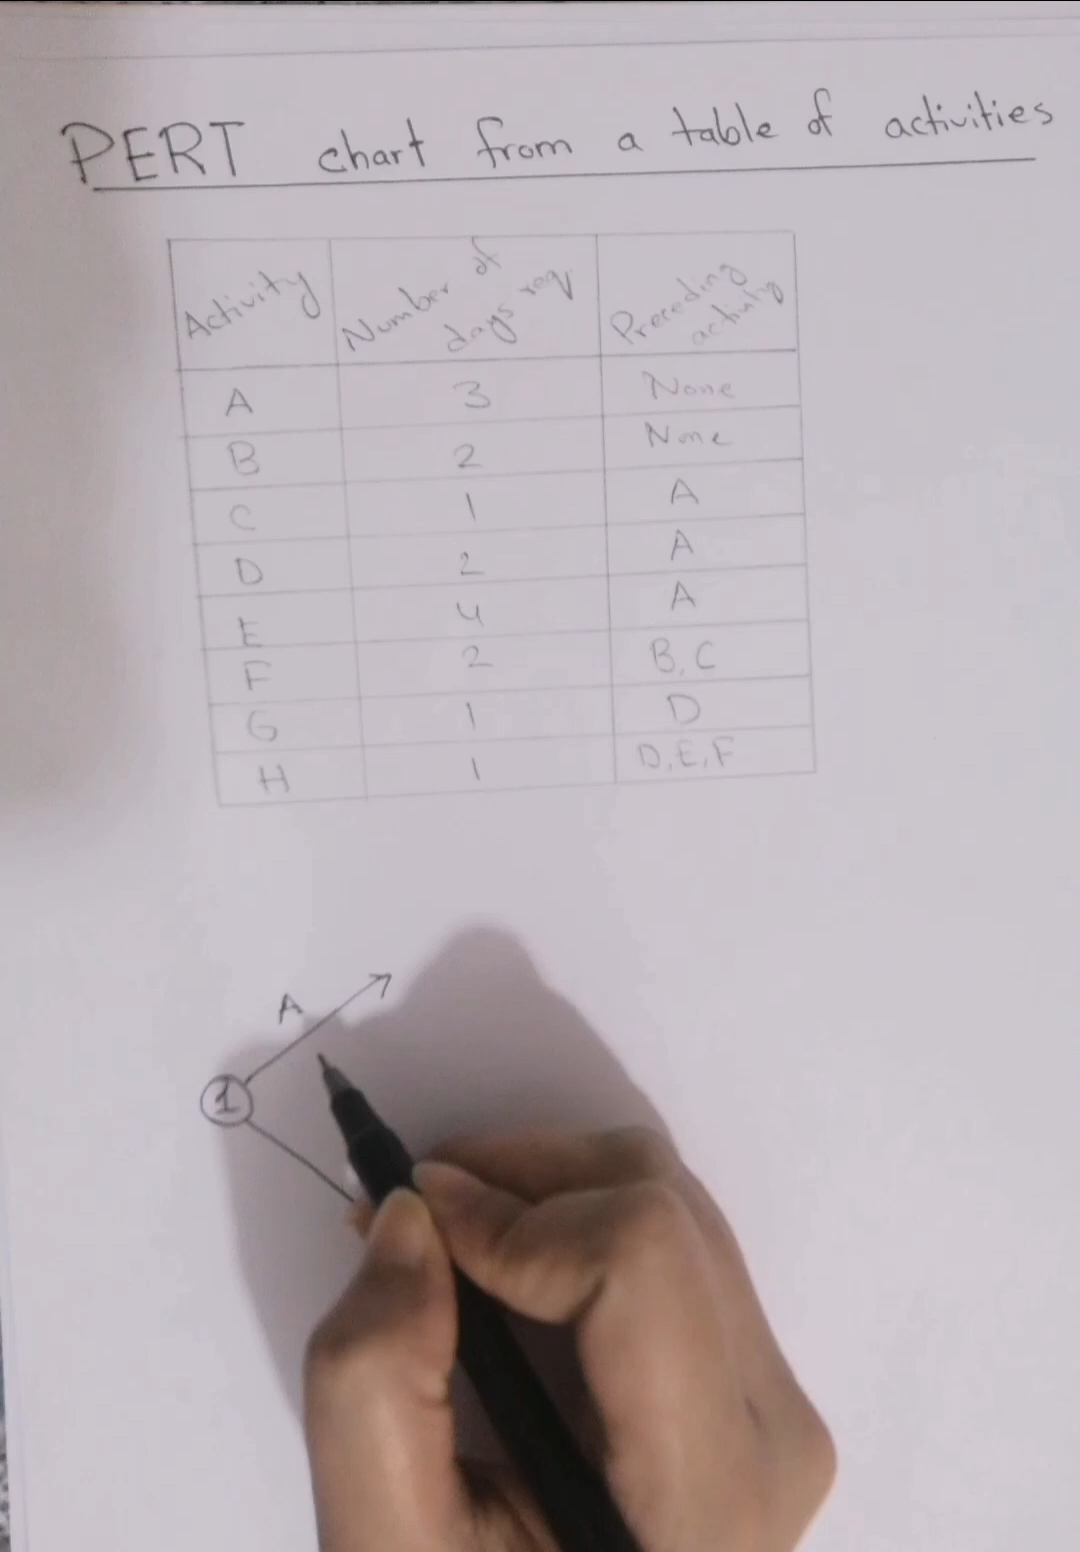 PERT chart from a table of activities
Activity Number of days req Preceding activity
A 3 None
B 2 None
C 1 A
D 2 A
E 4 A
F 2 B, C
G 1 D
H 1 D, E, F
A
1